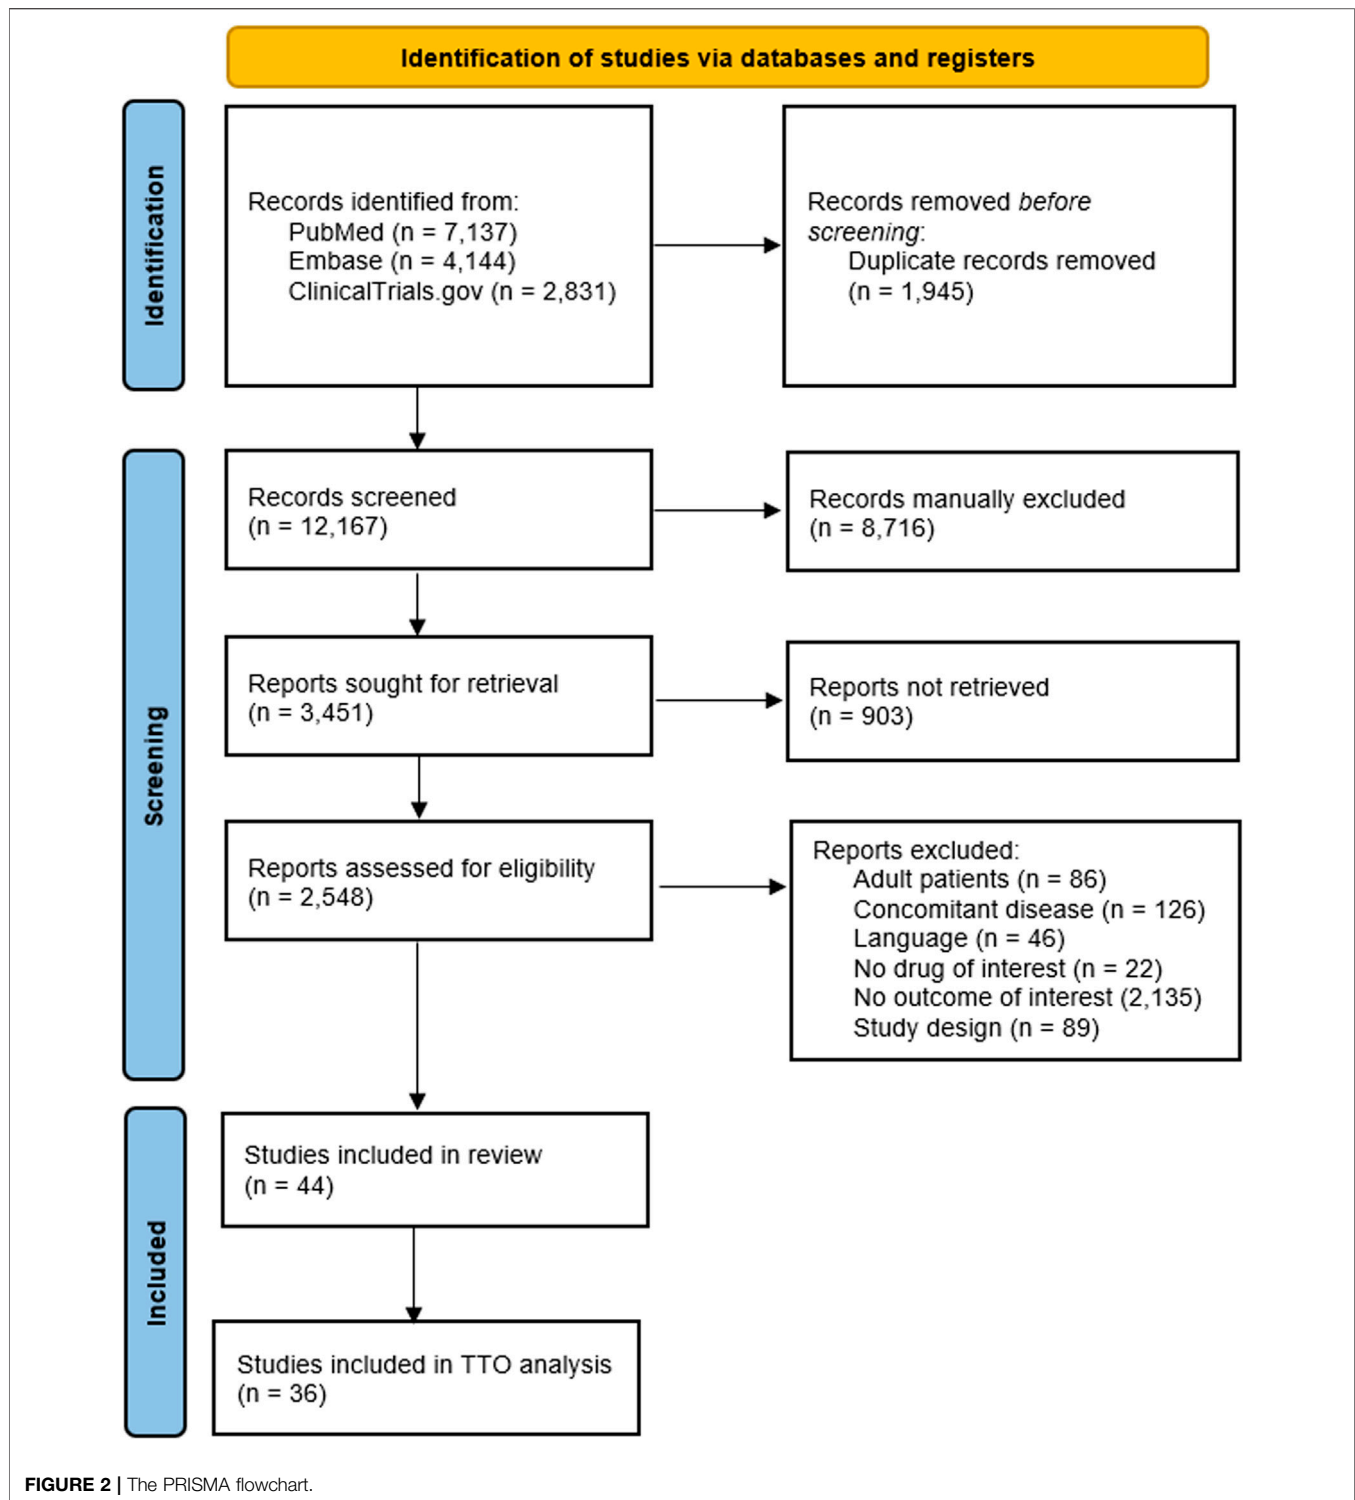 Identification of studies via databases and registers
Identification
Records identified from:
PubMed (n = 7,137)
Embase (n = 4,144)
ClinicalTrials.gov (n = 2,831)
Records removed before
screening:
Duplicate records removed
(n = 1,945)
Screening
Records screened
(n = 12,167)
Records manually excluded
(n = 8,716)
Reports sought for retrieval
(n = 3,451)
Reports not retrieved
(n = 903)
Reports assessed for eligibility
(n = 2,548)
Reports excluded:
Adult patients (n = 86)
Concomitant disease (n = 126)
Language (n = 46)
No drug of interest (n = 22)
No outcome of interest (2,135)
Study design (n = 89)
Included
Studies included in review
(n = 44)
Studies included in TTO analysis
(n = 36)
FIGURE 2 | The PRISMA flowchart.